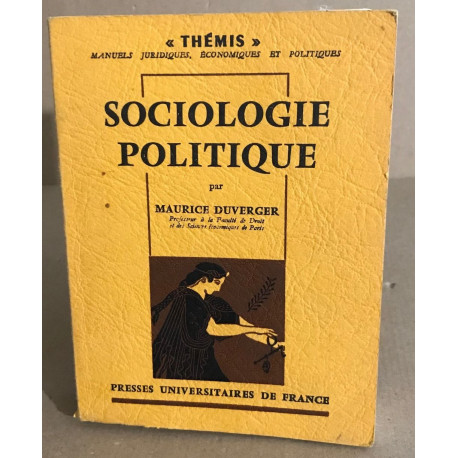 « THÉMIS »
MANUELS JURIDIQUES, ÉCONOMIQUES ET POLITIQUES
SOCIOLOGIE
POLITIQUE
par
MAURICE DUVERGER
Professeur à la Faculté de Droit
et des Sciences économiques de Paris
PRESSES UNIVERSITAIRES DE FRANCE